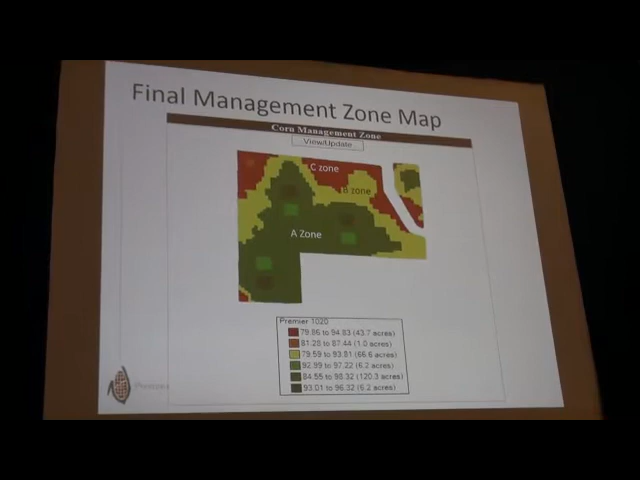 Final Management Zone Map
Corn Management Zone
View/Update
C zone
B zone
A Zone
Premier 1020
79.86 to 94.83 (43.7 acres)
81.28 to 87.44 (1.0 acres)
79.59 to 93.81 (66.6 acres)
92.99 to 97.22 (6.2 acres)
84.55 to 98.32 (120.3 acres)
93.01 to 96.32 (6.2 acres)